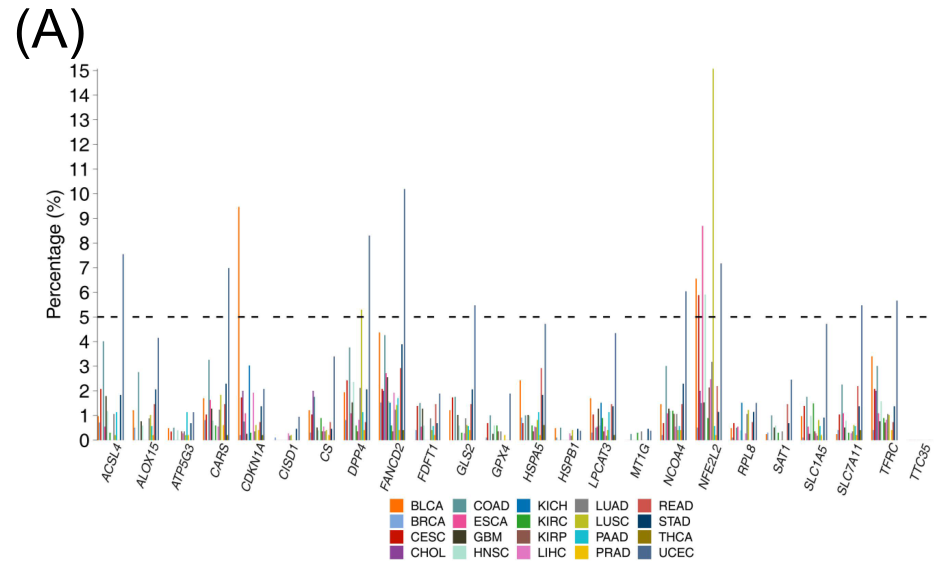 (A)
Percentage (%)
15
14
13
12
11
10
9
8
7
6
5
4
3
2
1
0
ACSL4 ALOX15 ATP5G3 CARS CDKN1A CISD1 CS DPP4 FANCD2 FDFT1 GLS2 GPX4 HSPA5 HSPB1 LPCAT3 MT1G NCOA4 NFE2L2 RPL8 SAT1 SLC1A5 SLC7A11 TFRC TTC35
BLCA COAD KICH LUAD READ
BRCA ESCA KIRC LUSC STAD
CESC GBM KIRP PAAD THCA
CHOL HNSC LIHC PRAD UCEC